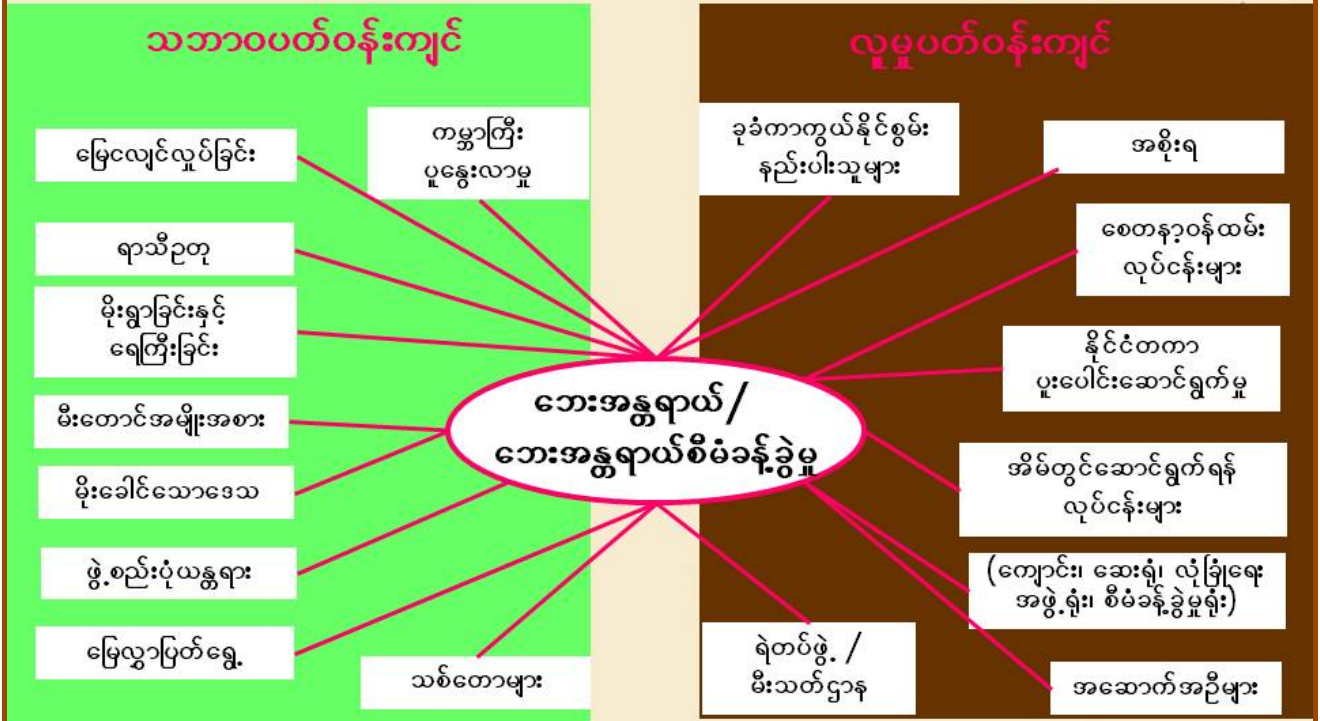 သဘာဝပတ်ဝန်းကျင်
မြေငလျင်လှုပ်ခြင်း
ကမ္ဘာကြီး
ပူနွေးလာမှု
ရာသီဥတု
မိုးရွာခြင်းနှင့်
ရေကြီးခြင်း
မီးတောင်အမျိုးအစား
မိုးခေါင်သောဒေသ
ဖွဲ့စည်းပုံယန္တရား
မြေလွှာပြတ်ရွေ့
သစ်တောများ
ဘေးအန္တရာယ်/
ဘေးအန္တရာယ်စီမံခန့်ခွဲမှု
လူမှုပတ်ဝန်းကျင်
ခုခံကာကွယ်နိုင်စွမ်း
နည်းပါးသူများ
အစိုးရ
စေတနာ့ဝန်ထမ်း
လုပ်ငန်းများ
နိုင်ငံတကာ
ပူးပေါင်းဆောင်ရွက်မှု
အိမ်တွင်ဆောင်ရွက်ရန်
လုပ်ငန်းများ
(ကျောင်း၊ ဆေးရုံ၊ လုံခြုံရေး
အဖွဲ့ရုံး၊ စီမံခန့်ခွဲမှုရုံး)
ရဲတပ်ဖွဲ့ /
မီးသတ်ဌာန
အဆောက်အဦများ